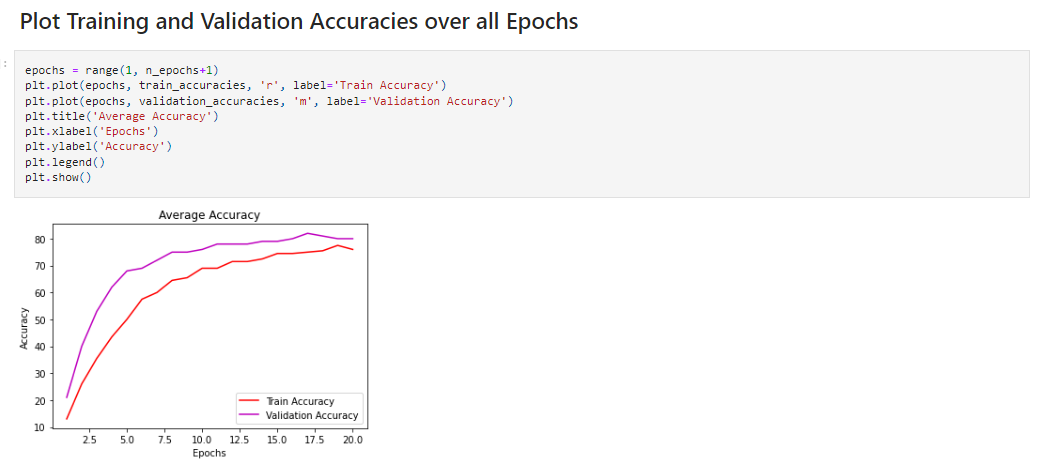 Plot Training and Validation Accuracies over all Epochs
:
epochs = range(1, n_epochs+1)
plt.plot(epochs, train_accuracies, 'r', label='Train Accuracy')
plt.plot(epochs, validation_accuracies, 'm', label='Validation Accuracy')
plt.title('Average Accuracy')
plt.xlabel('Epochs')
plt.ylabel('Accuracy')
plt.legend()
plt.show()
Average Accuracy
80
70
60
50
40
30
20
10
Accuracy
Train Accuracy
Validation Accuracy
2.5 5.0 7.5 10.0 12.5 15.0 17.5 20.0
Epochs